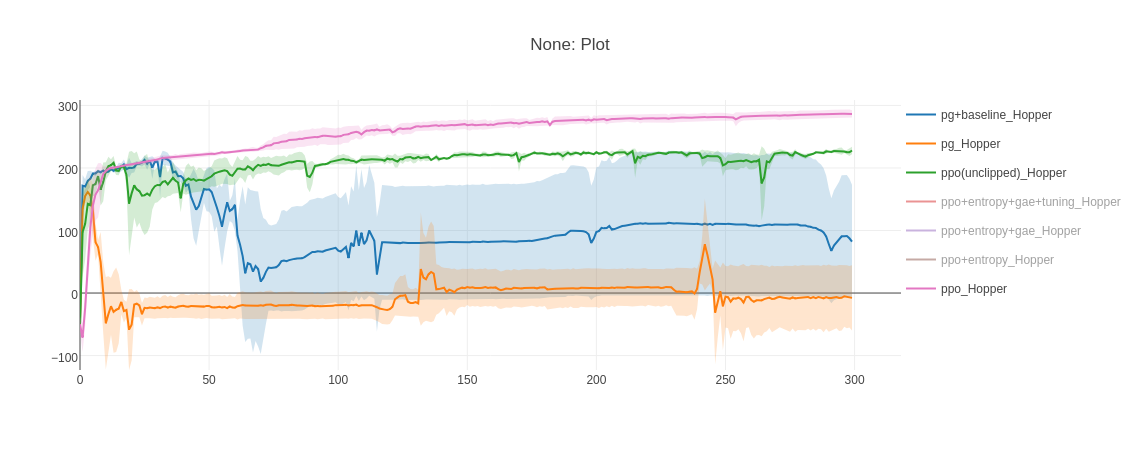 None: Plot
300
200
100
0
−100
0
50
100
150
200
250
300
pg+baseline_Hopper
pg_Hopper
ppo(unclipped)_Hopper
ppo+entropy+gae+tuning_Hopper
ppo+entropy+gae_Hopper
ppo+entropy_Hopper
ppo_Hopper